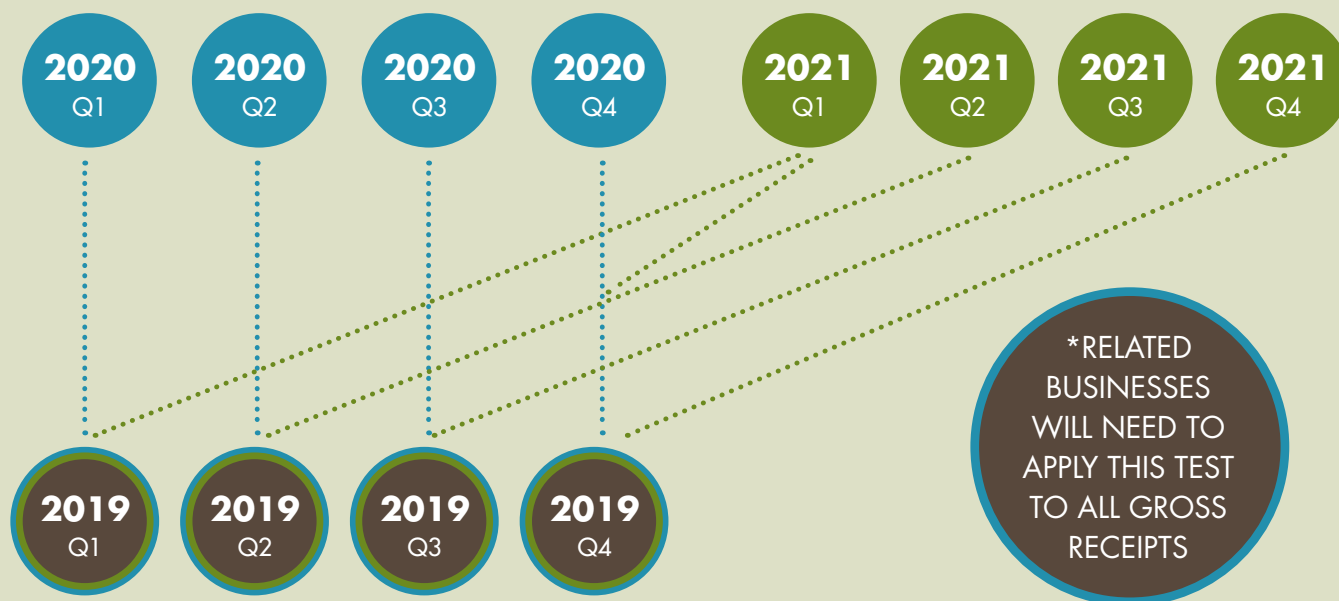 2020
Q1
2020
Q2
2020
Q3
2020
Q4
2021
Q1
2021
Q2
2021
Q3
2021
Q4
2019
Q1
2019
Q2
2019
Q3
2019
Q4
*RELATED
BUSINESSES
WILL NEED TO
APPLY THIS TEST
TO ALL GROSS
RECEIPTS